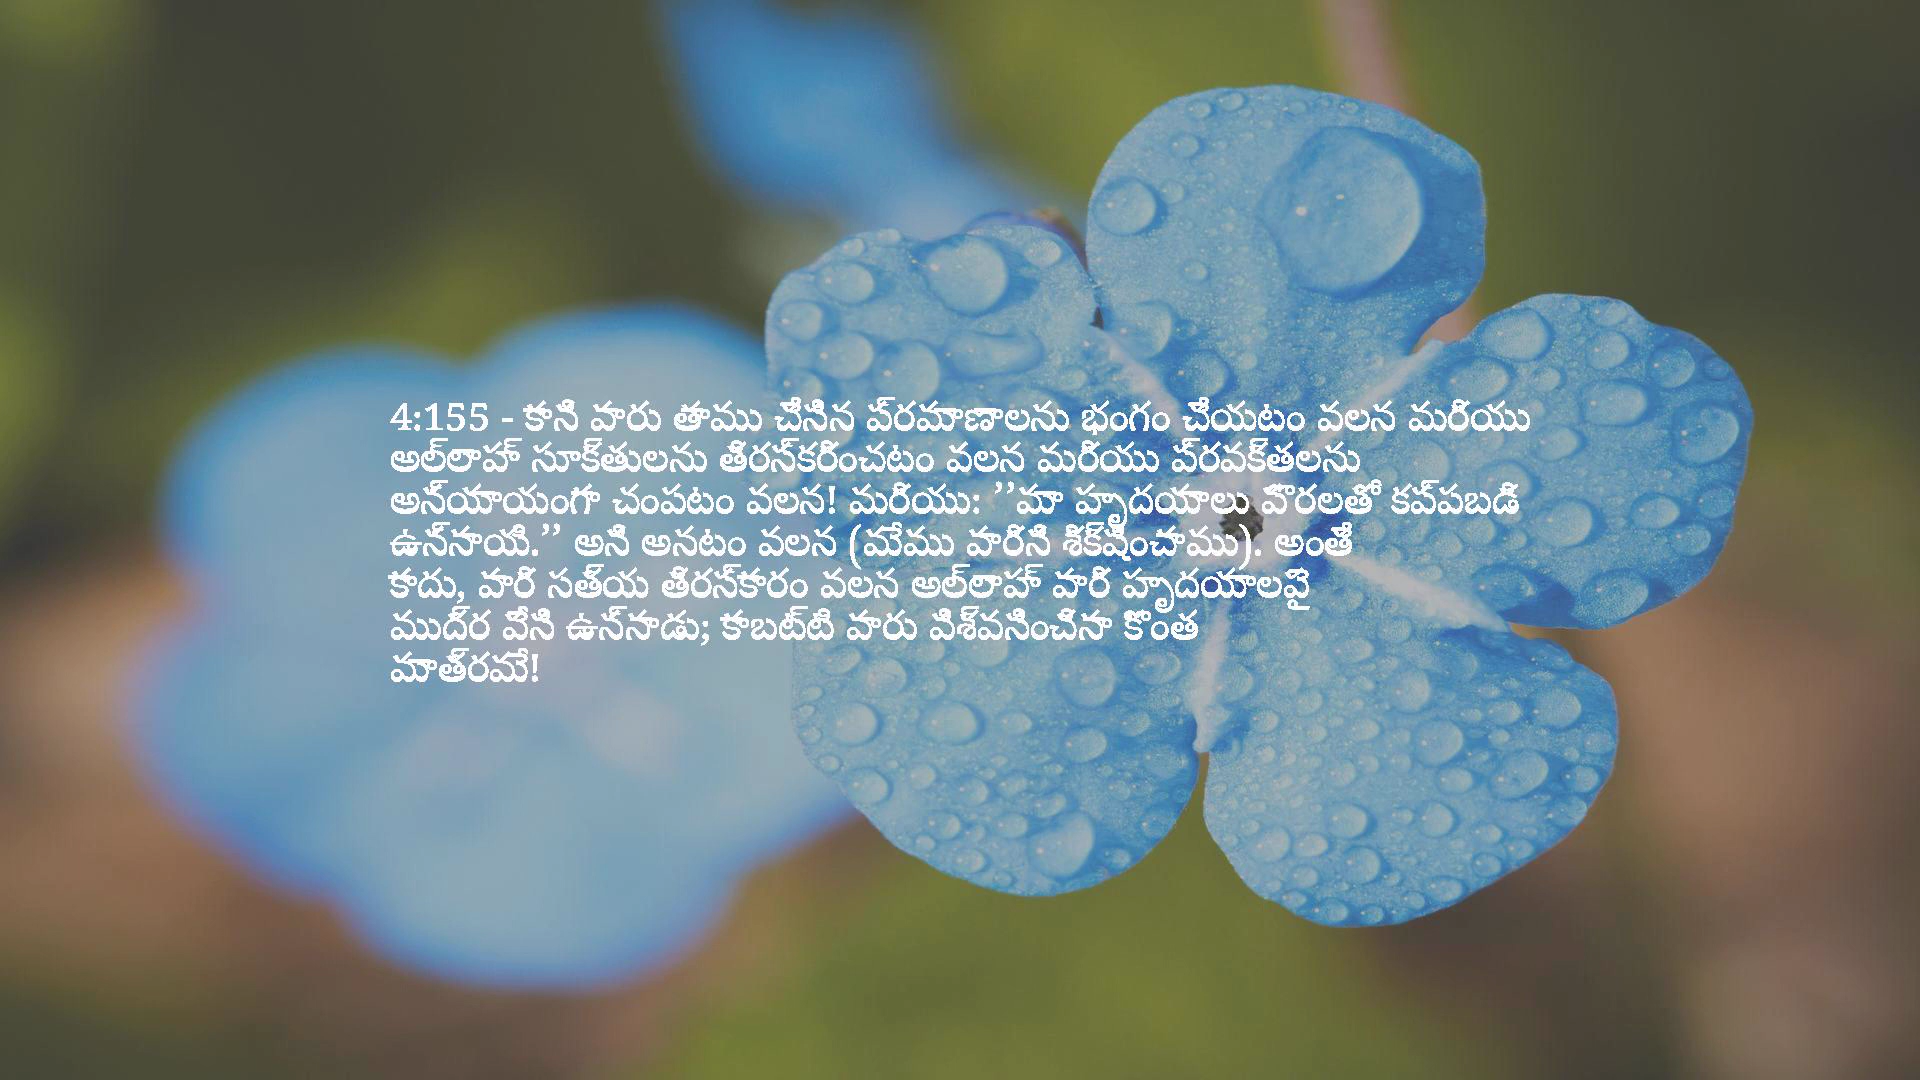 4:155 - కాని వారు తాము చేసిన ప్రమాణాలను భంగం చేయటం వలన మరియు
అల్లాహ్ సూక్తులను తిరస్కరించటం వలన మరియు ప్రవక్తలను
అన్యాయంగా చంపటం వలన! మరియు: ’’మా హృదయాలు పొరలతో కప్పబడి
ఉన్నాయి.’’ అని అనటం వలన (మేము వారిని శిక్షించాము). అంతే
కాదు, వారి సత్య తిరస్కారం వలన అల్లాహ్ వారి హృదయాలపై
ముద్ర వేసి ఉన్నాడు; కాబట్టి వారు విశ్వసించినా కొంత
మాత్రమే!